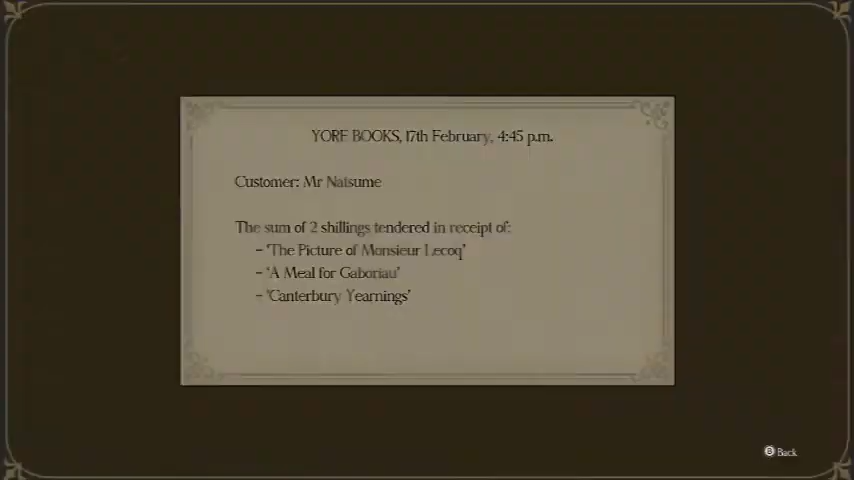 YORE BOOKS, 17th February, 4:45 p.m.
Customer: Mr Natsume
The sum of 2 shillings tendered in receipt of:
– 'The Picture of Monsieur Lecoq'
– 'A Meal for Gaboriau'
– 'Canterbury Yearnings'
B Back